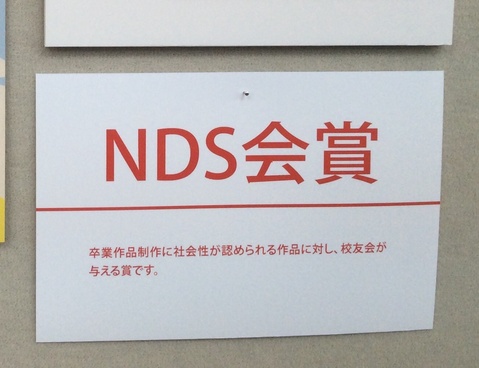 NDS会賞
卒業作品制作に社会性が認められる作品に対し、校友会が
与える賞です。